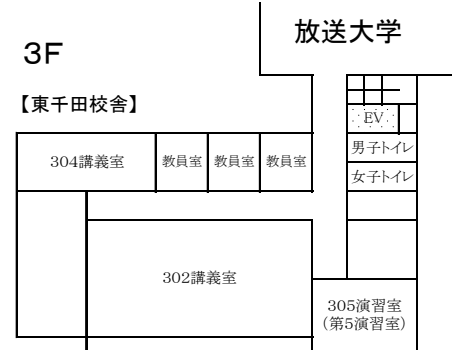 放送大学
3F
【東千田校舎】
EV
男子トイレ
304講義室 教員室 教員室 教員室
女子トイレ
302講義室
305演習室
(第5演習室)